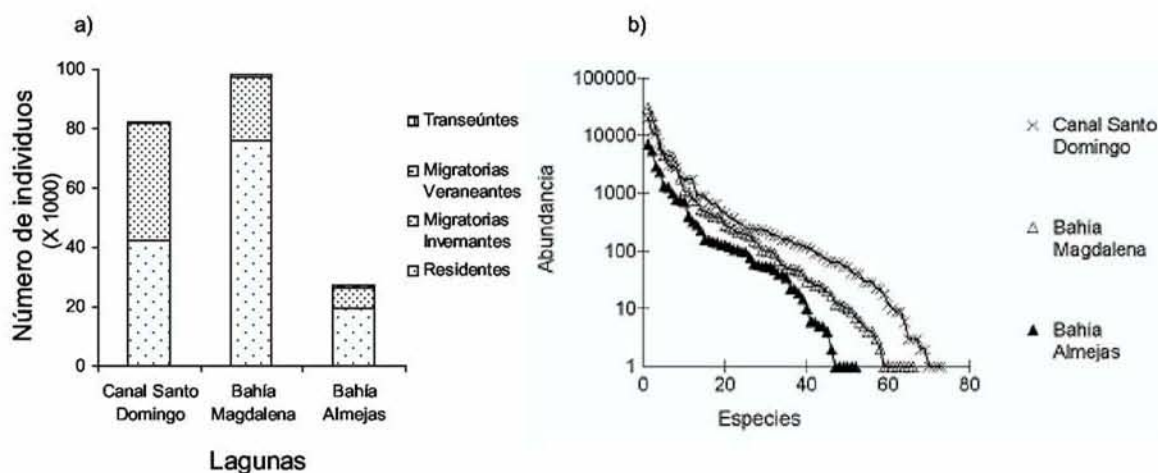 a)
Número de individuos
(X 1000)
100
80
60
40
20
0
Canal Santo
Domingo
Bahía
Magdalena
Bahía
Almejas
Lagunas
Transeúntes
Migratorias
Veraneantes
Migratorias
Invernantes
Residentes
b)
Abundancia
100000
10000
1000
100
10
1
0
20
40
60
80
Especies
Canal Santo
Domingo
Bahía
Magdalena
Bahía
Almejas